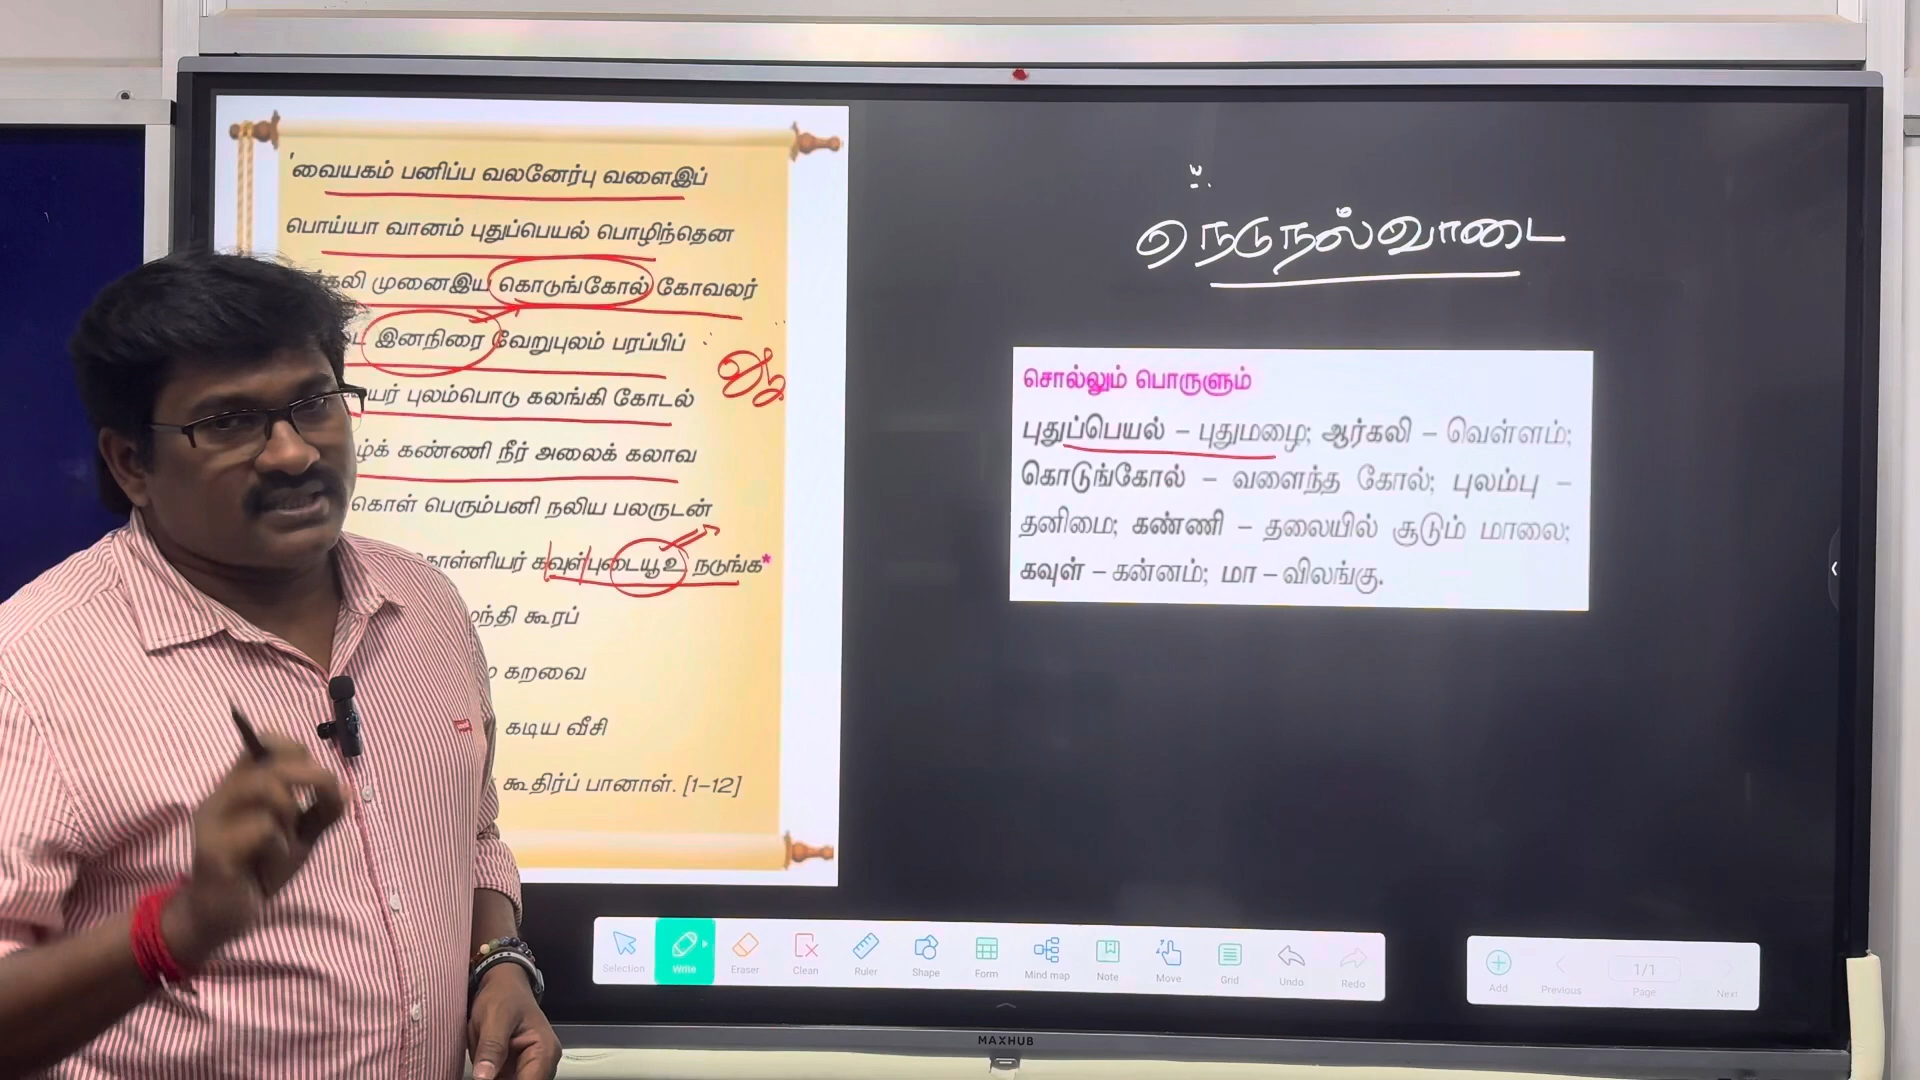 'வையகம் பனிப்ப வலனேர்பு வளைஇப்
பொய்யா வானம் புதுப்பெயல் பொழிந்தென
முனைஇய கொடுங்கோல் கோவலர்
இனநிரை வேறுபுலம் பரப்பிப்
புலம்பொடு கலங்கி கோடல்
கண்ணி நீர் அலைக் கலாவ
பெரும்பனி நலிய பலருடன்
கவுள்புடையூஉ நடுங்க*
கூரப்
கறவை
கடிய வீசி
கூதிர்ப் பானாள். [1-12]
நெடுநல்வாடை
சொல்லும் பொருளும்
புதுப்பெயல் – புதுமழை; ஆர்கலி – வெள்ளம்;
கொடுங்கோல் – வளைந்த கோல்; புலம்பு –
தனிமை; கண்ணி – தலையில் சூடும் மாலை;
கவுள் – கன்னம்; மா – விலங்கு.
Selection Write Eraser Clean Ruler Shape Form Mind map Note Move Grid Undo Redo
Add Previous 1/1 Page Next
MAXHUB